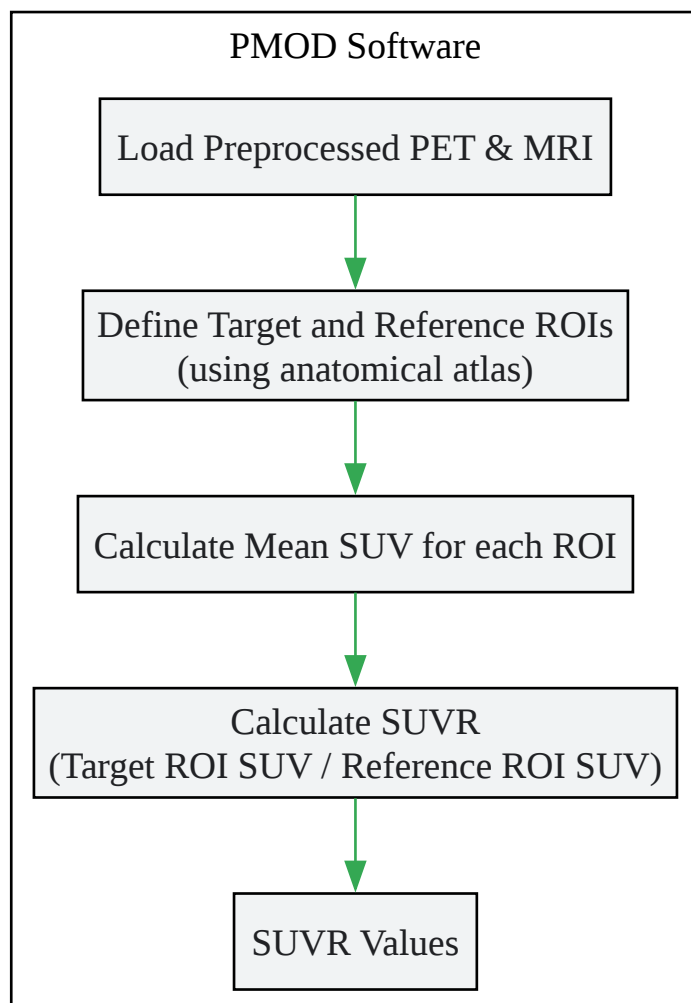 PMOD Software
Load Preprocessed PET & MRI
Define Target and Reference ROIs
(using anatomical atlas)
Calculate Mean SUV for each ROI
Calculate SUVR
(Target ROI SUV / Reference ROI SUV)
SUVR Values